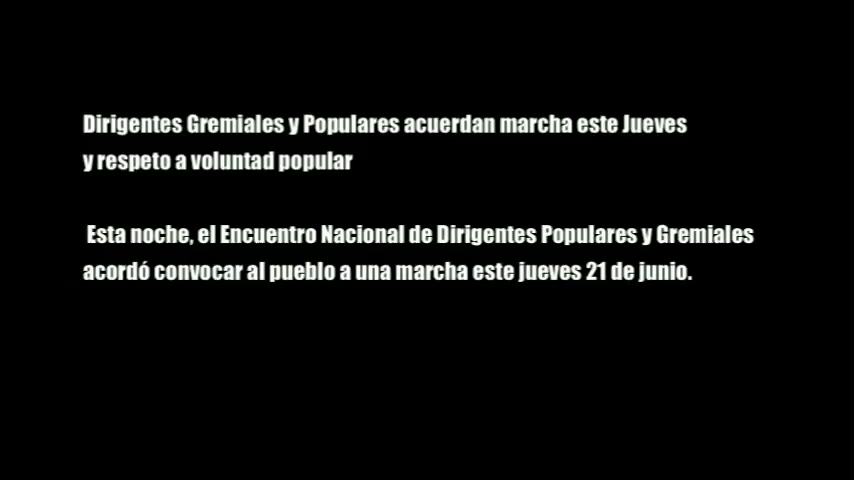 Dirigentes Gremiales y Populares acuerdan marcha este Jueves
y respeto a voluntad popular
Esta noche, el Encuentro Nacional de Dirigentes Populares y Gremiales
acordó convocar al pueblo a una marcha este jueves 21 de junio.